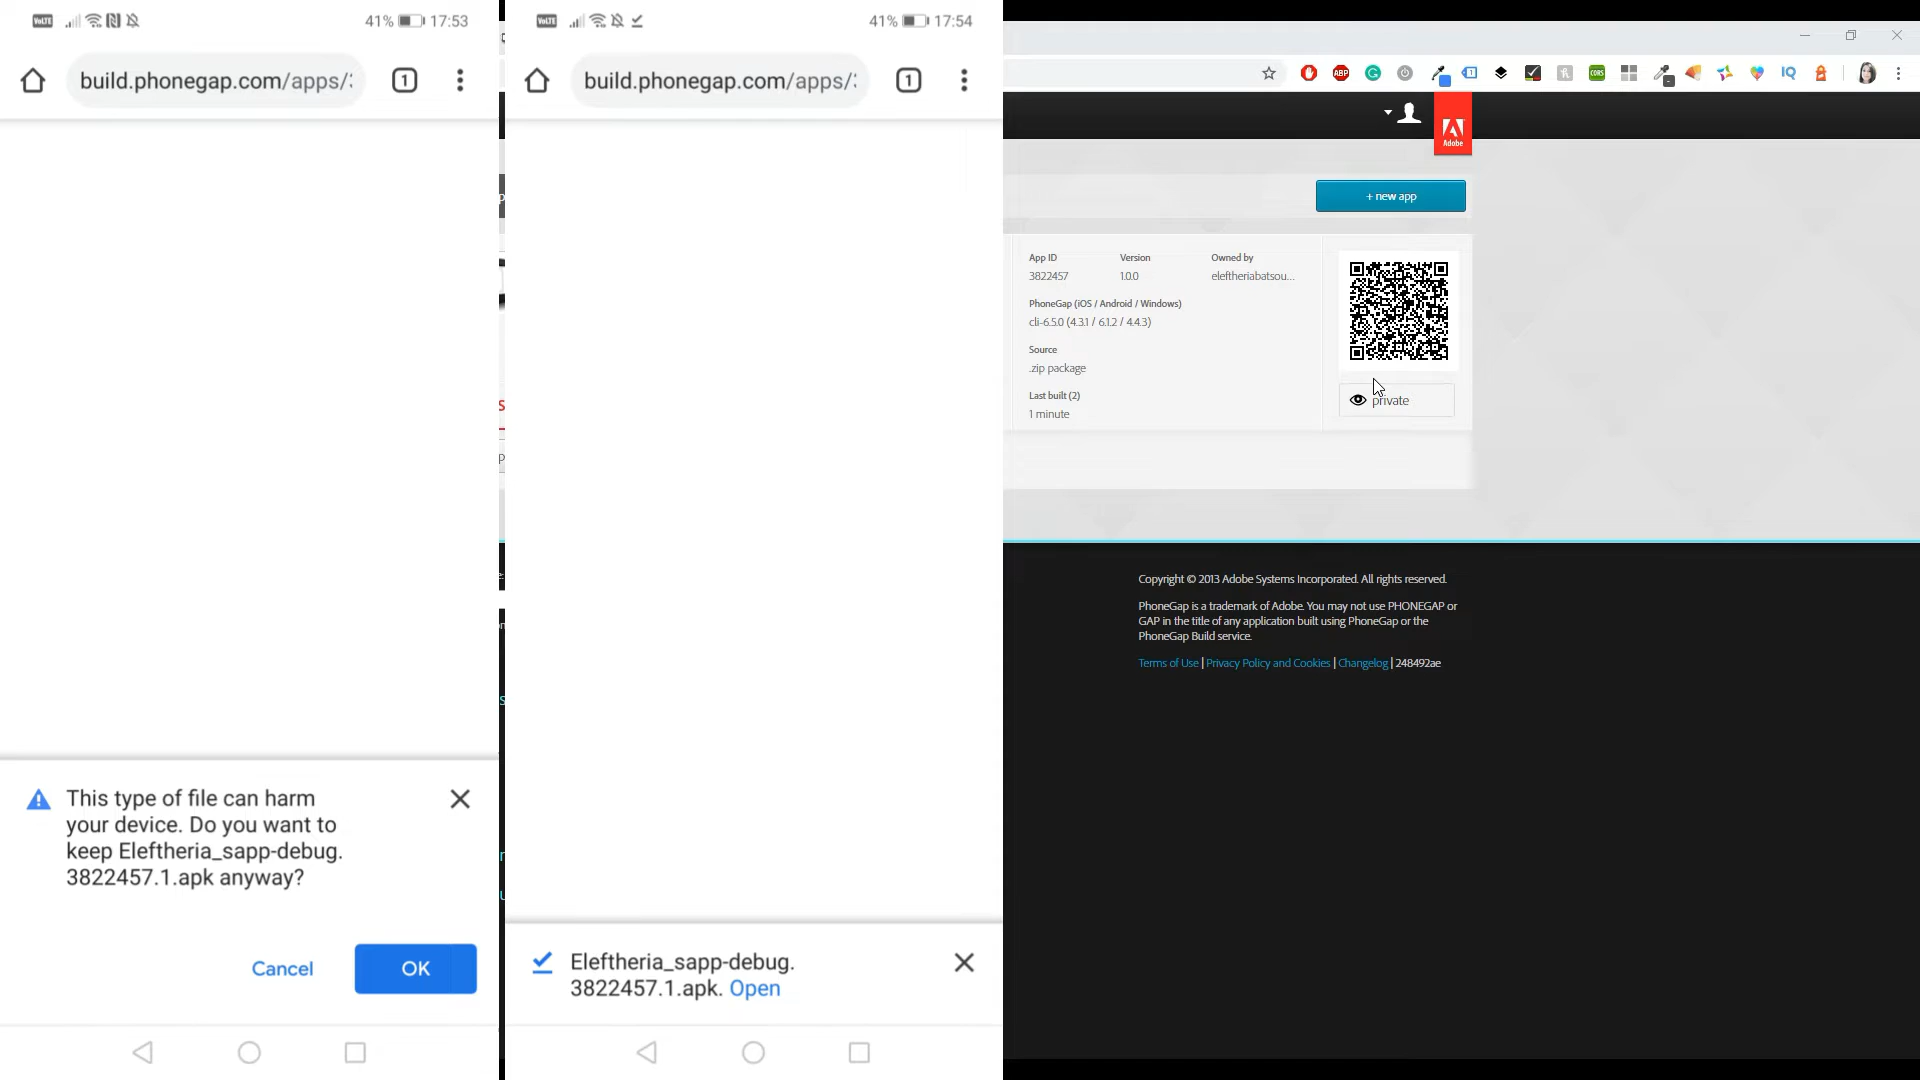 VoLTE
41%
17:53
build.phonegap.com/apps/
1
This type of file can harm
your device. Do you want to
keep Eleftheria_sapp-debug.
3822457.1.apk anyway?
Cancel
OK
VoLTE
41%
17:54
build.phonegap.com/apps/
1
Eleftheria_sapp-debug.
3822457.1.apk. Open
ABP
CORS
IQ
Adobe
+ new app
App ID
Version
Owned by
3822457
1.0.0
eleftheriabatsou...
PhoneGap (iOS / Android / Windows)
cli-6.5.0 (4.3.1 / 6.1.2 / 4.4.3)
Source
.zip package
Last built (2)
1 minute
private
Copyright © 2013 Adobe Systems Incorporated. All rights reserved.
PhoneGap is a trademark of Adobe. You may not use PHONEGAP or
GAP in the title of any application built using PhoneGap or the
PhoneGap Build service.
Terms of Use | Privacy Policy and Cookies | Changelog | 248492ae